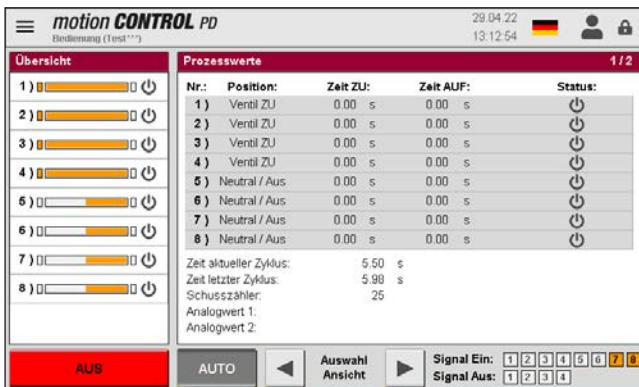 motion CONTROL PD
Bedienung (Test***)
29.04.22
13:12:54
Übersicht
1 )
2 )
3 )
4 )
5 )
6 )
7 )
8 )
Prozesswerte 1/2
Nr.: Position: Zeit ZU: Zeit AUF: Status:
1 ) Ventil ZU 0.00 s 0.00 s
2 ) Ventil ZU 0.00 s 0.00 s
3 ) Ventil ZU 0.00 s 0.00 s
4 ) Ventil ZU 0.00 s 0.00 s
5 ) Neutral / Aus 0.00 s 0.00 s
6 ) Neutral / Aus 0.00 s 0.00 s
7 ) Neutral / Aus 0.00 s 0.00 s
8 ) Neutral / Aus 0.00 s 0.00 s
Zeit aktueller Zyklus: 5.50 s
Zeit letzter Zyklus: 5.98 s
Schusszähler: 25
Analogwert 1:
Analogwert 2:
AUS
AUTO
Auswahl
Ansicht
Signal Ein: 1 2 3 4 5 6 7 8
Signal Aus: 1 2 3 4